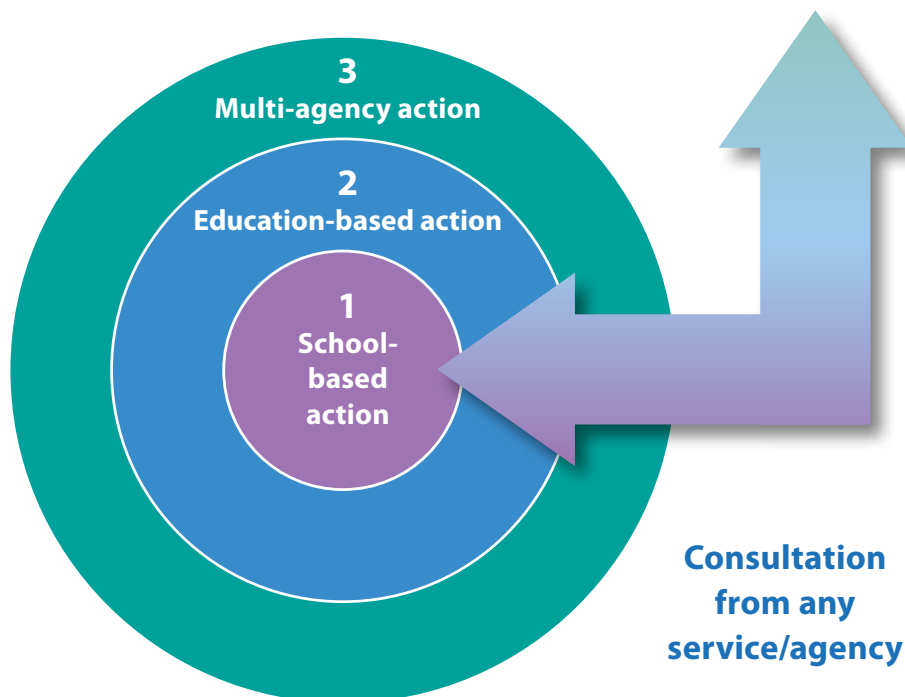 3
Multi-agency action
2
Education-based action
1
School-
based
action
Consultation
from any
service/agency